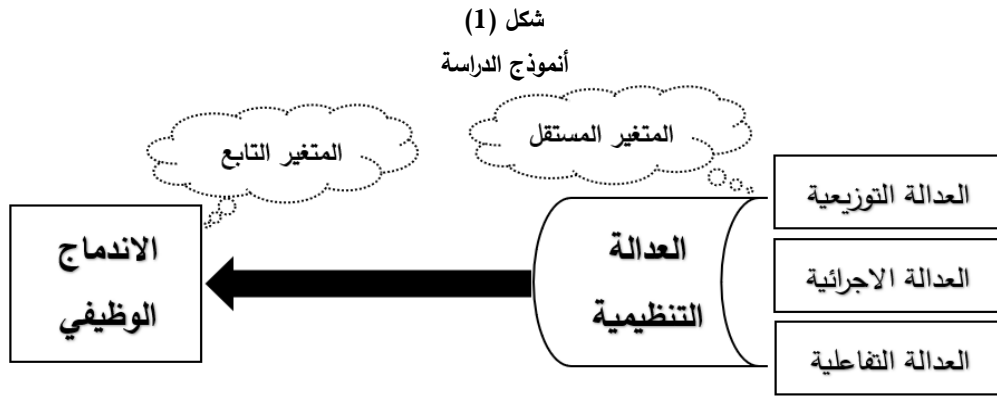 شكل (1)
أنموذج الدراسة
المتغير المستقل
المتغير التابع
العدالة التوزيعية
العدالة الاجرائية
العدالة التفاعلية
العدالة
التنظيمية
الاندماج
الوظيفي